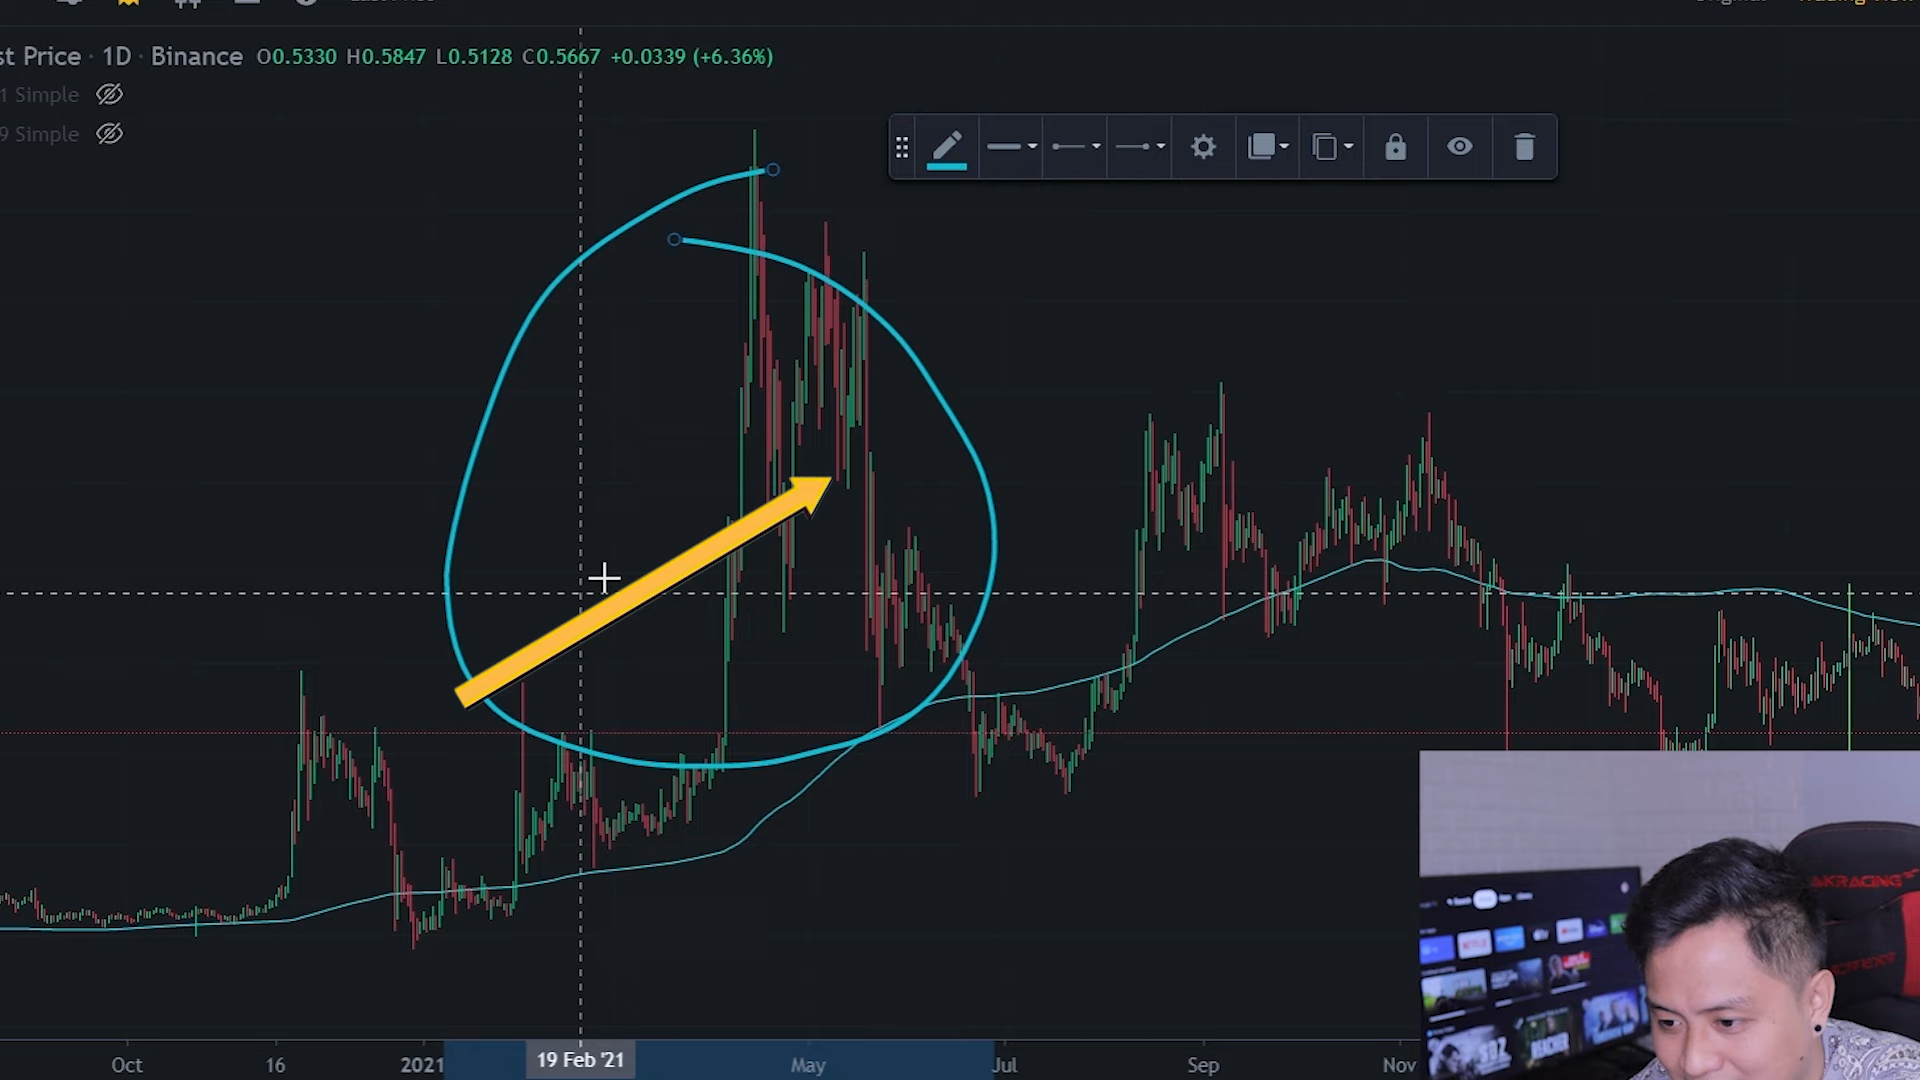 st Price · 1D · Binance O0.5330 H0.5847 L0.5128 C0.5667 +0.0339 (+6.36%)
1 Simple
9 Simple
AKRACING
Oct 16 2021 19 Feb '21 May Jul Sep Nov